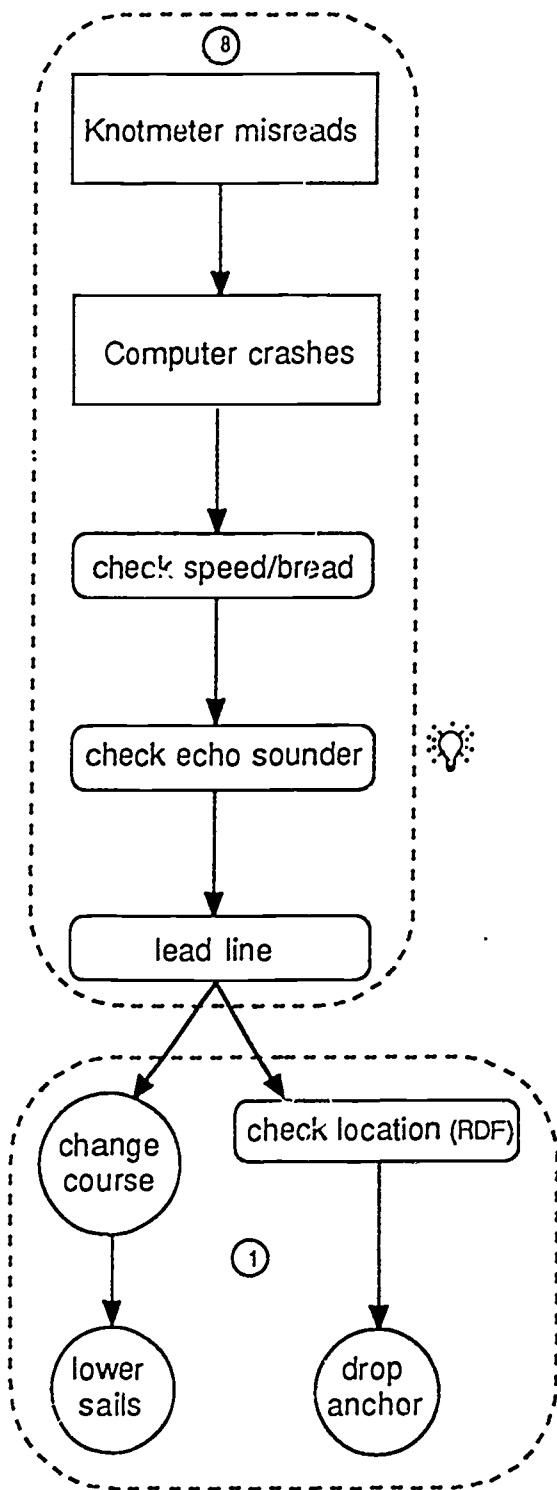 8
Knotmeter misreads
Computer crashes
check speed/bread
check echo sounder
lead line
change
course
check location (RDF)
1
lower
sails
drop
anchor